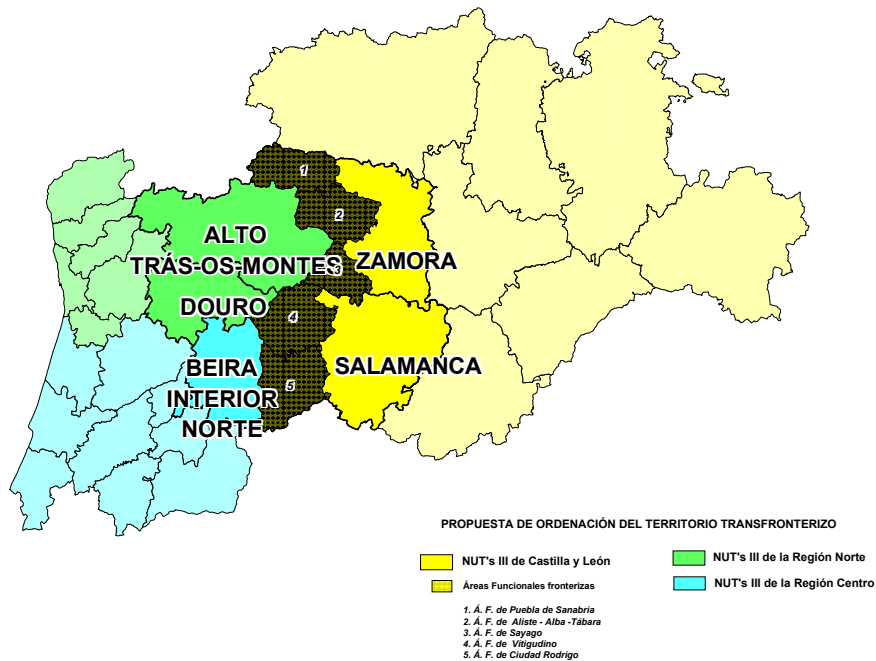 1
2
ALTO
TRÁS-OS-MONTES
3
ZAMORA
DOURO
4
BEIRA
INTERIOR
NORTE
SALAMANCA
5
PROPUESTA DE ORDENACIÓN DEL TERRITORIO TRANSFRONTERIZO
NUT's III de Castilla y León
NUT's III de la Región Norte
Áreas Funcionales fronterizas
NUT's III de la Región Centro
1. Á. F. de Puebla de Sanabria
2. Á. F. de Aliste - Alba -Tábara
3. Á. F. de Sayago
4. Á. F. de Vitigudino
5. Á. F. de Ciudad Rodrigo